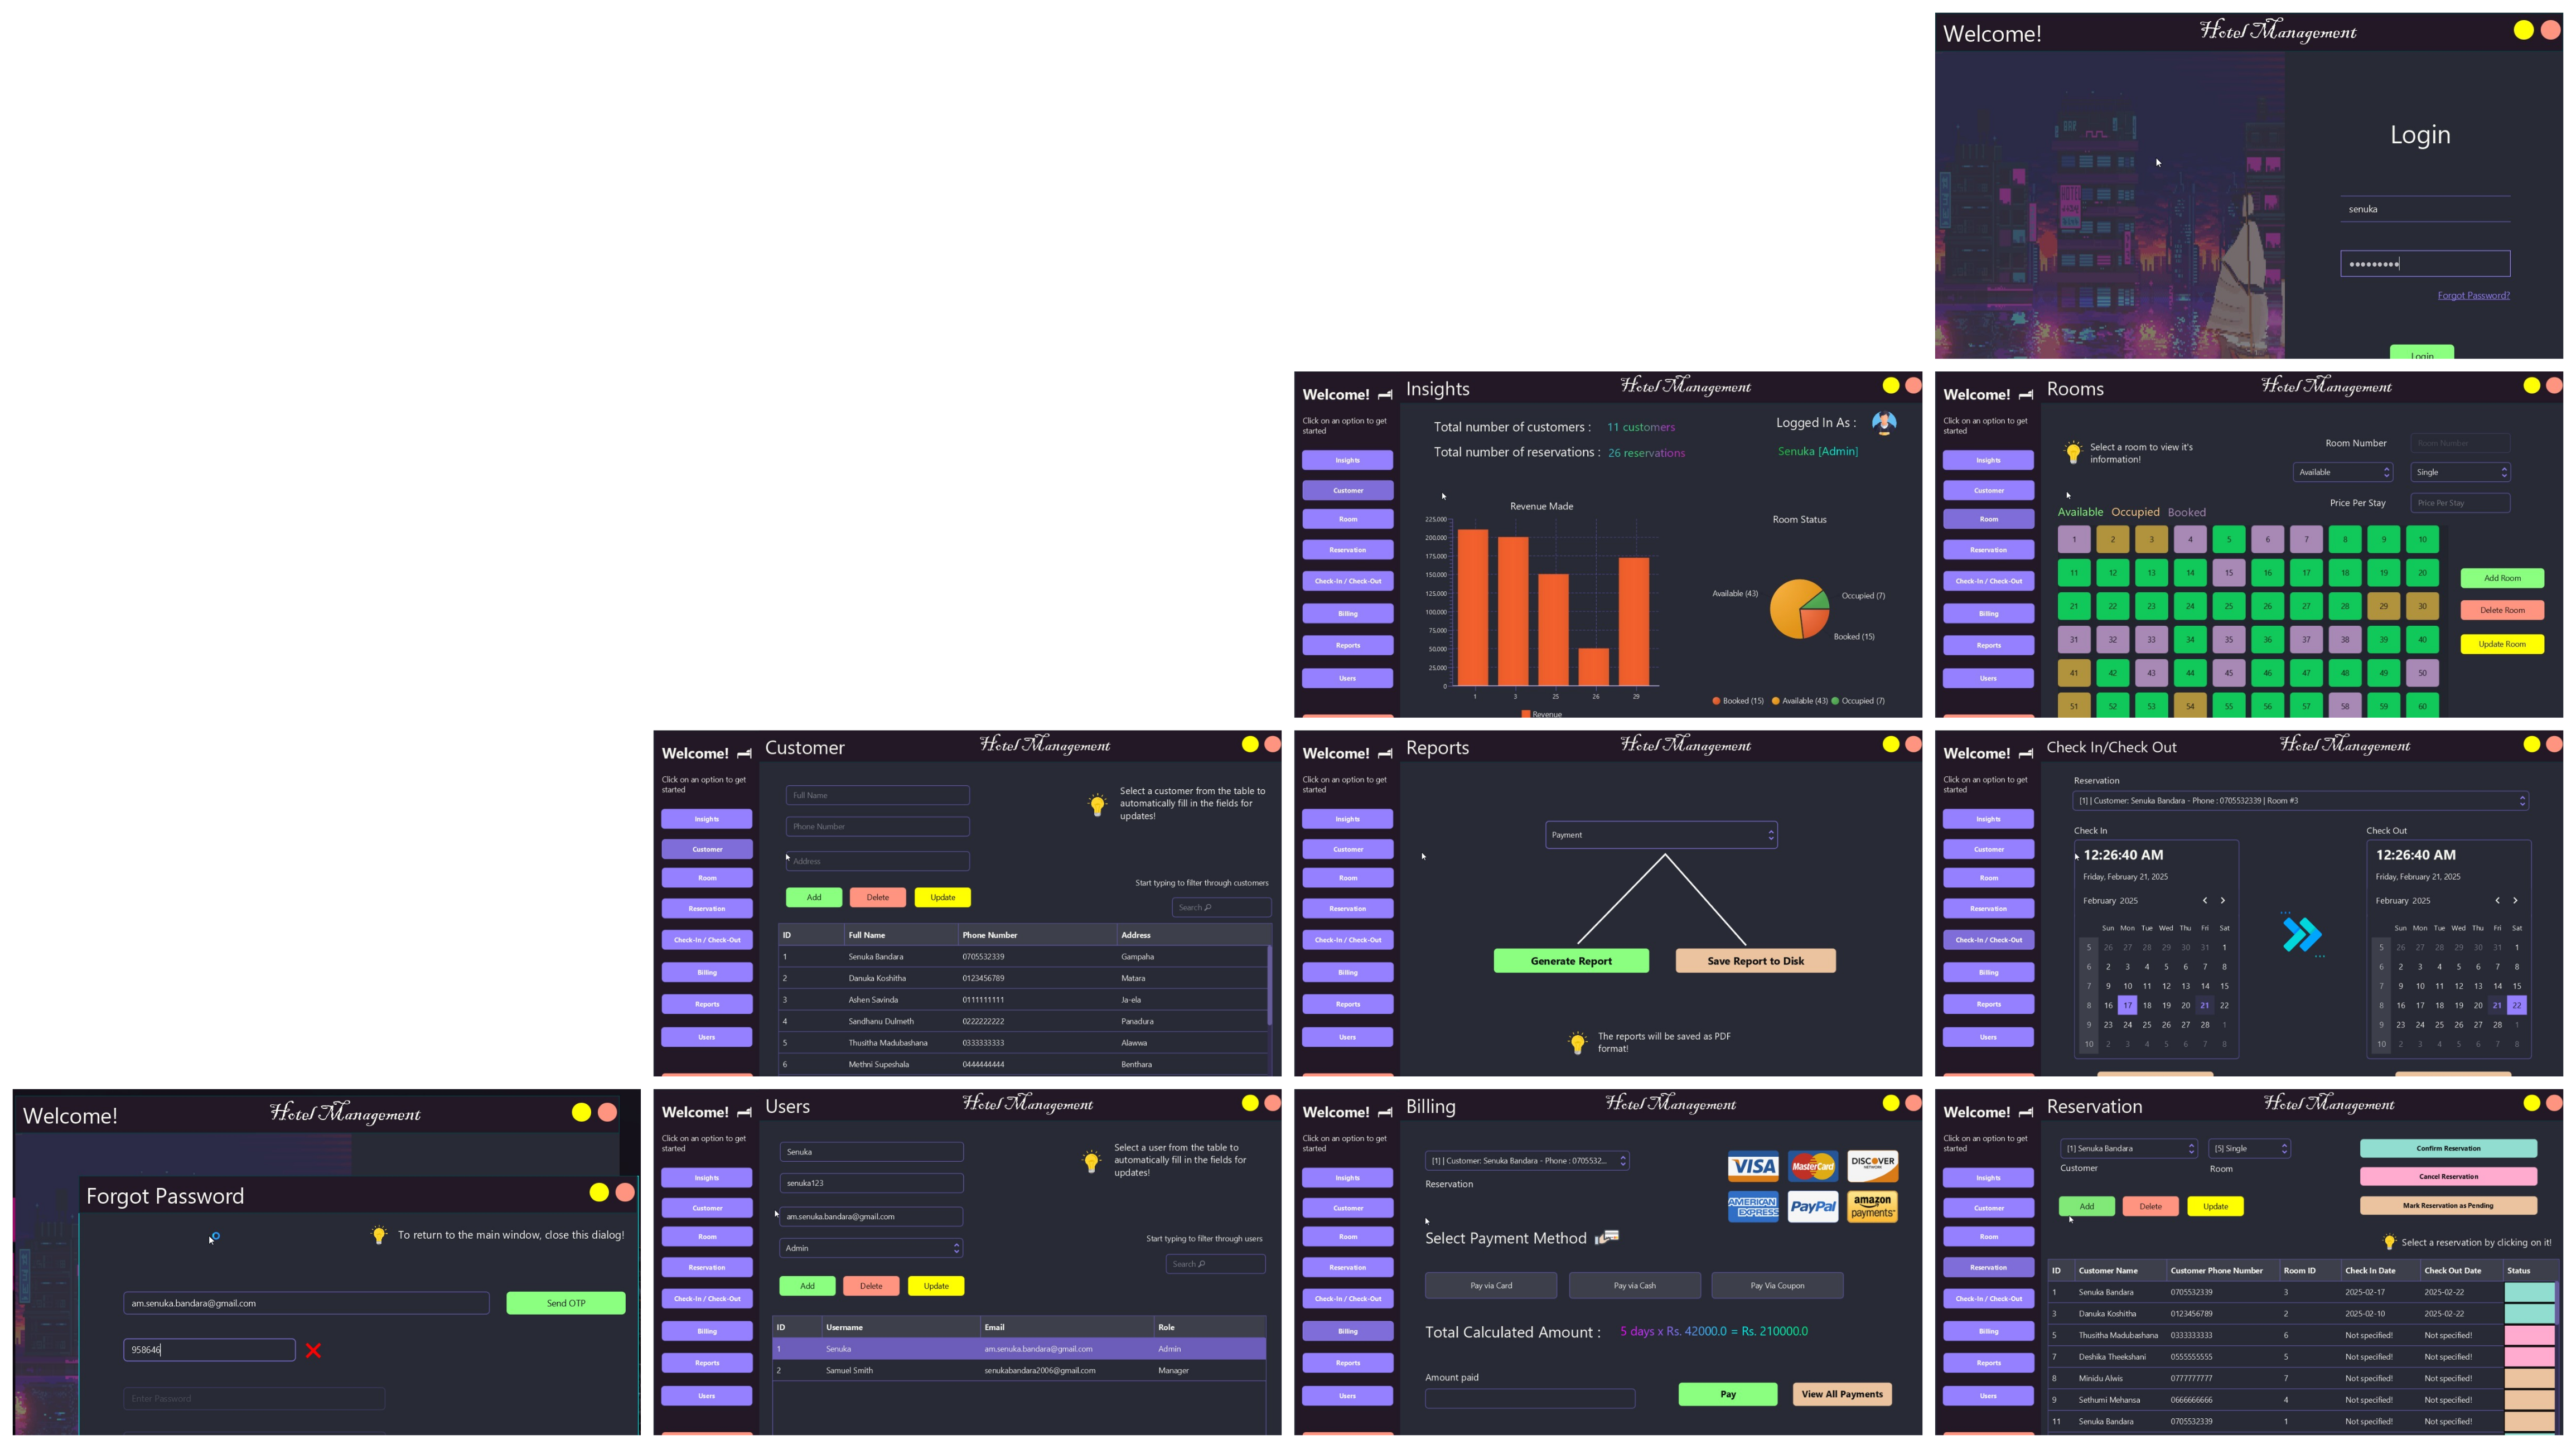 Welcome!
Hotel Management
Login
senuka
•••••••••
Forgot Password?
Login
Welcome!
Click on an option to get started
Insights
Customer
Room
Reservation
Check-In / Check-Out
Billing
Reports
Users
Insights
Hotel Management
Total number of customers : 11 customers
Total number of reservations : 26 reservations
Logged In As :
Senuka [Admin]
Revenue Made
225,000
200,000
175,000
150,000
125,000
100,000
75,000
50,000
25,000
0
1 3 25 26 29
Revenue
Room Status
Available (43)
Occupied (7)
Booked (15)
Booked (15) Available (43) Occupied (7)
Welcome!
Click on an option to get started
Insights
Customer
Room
Reservation
Check-In / Check-Out
Billing
Reports
Users
Rooms
Hotel Management
Select a room to view it's
information!
Room Number Room Number
Available Single
Price Per Stay Price Per Stay
Available Occupied Booked
1 2 3 4 5 6 7 8 9 10
11 12 13 14 15 16 17 18 19 20
21 22 23 24 25 26 27 28 29 30
31 32 33 34 35 36 37 38 39 40
41 42 43 44 45 46 47 48 49 50
51 52 53 54 55 56 57 58 59 60
Add Room
Delete Room
Update Room
Welcome!
Click on an option to get started
Insights
Customer
Room
Reservation
Check-In / Check-Out
Billing
Reports
Users
Customer
Hotel Management
Full Name
Phone Number
Address
Select a customer from the table to
automatically fill in the fields for
updates!
Add Delete Update
Start typing to filter through customers
Search
ID Full Name Phone Number Address
1 Senuka Bandara 0705532339 Gampaha
2 Danuka Koshitha 0123456789 Matara
3 Ashen Savinda 0111111111 Ja-ela
4 Sandhanu Dulmeth 0222222222 Panadura
5 Thusitha Madubashana 0333333333 Alawwa
6 Methni Supeshala 0444444444 Benthara
Welcome!
Click on an option to get started
Insights
Customer
Room
Reservation
Check-In / Check-Out
Billing
Reports
Users
Reports
Hotel Management
Payment
Generate Report
Save Report to Disk
The reports will be saved as PDF
format!
Welcome!
Click on an option to get started
Insights
Customer
Room
Reservation
Check-In / Check-Out
Billing
Reports
Users
Check In/Check Out
Hotel Management
Reservation
[1] | Customer: Senuka Bandara - Phone : 0705532339 | Room #3
Check In
12:26:40 AM
Friday, February 21, 2025
February 2025
Sun Mon Tue Wed Thu Fri Sat
5 26 27 28 29 30 31 1
6 2 3 4 5 6 7 8
7 9 10 11 12 13 14 15
8 16 17 18 19 20 21 22
9 23 24 25 26 27 28 1
10 2 3 4 5 6 7 8
Check Out
12:26:40 AM
Friday, February 21, 2025
February 2025
Sun Mon Tue Wed Thu Fri Sat
5 26 27 28 29 30 31 1
6 2 3 4 5 6 7 8
7 9 10 11 12 13 14 15
8 16 17 18 19 20 21 22
9 23 24 25 26 27 28 1
10 2 3 4 5 6 7 8
Welcome!
Hotel Management
Forgot Password
To return to the main window, close this dialog!
am.senuka.bandara@gmail.com
Send OTP
958646
Enter Password
Welcome!
Click on an option to get started
Insights
Customer
Room
Reservation
Check-In / Check-Out
Billing
Reports
Users
Users
Hotel Management
Senuka
senuka123
am.senuka.bandara@gmail.com
Admin
Select a user from the table to
automatically fill in the fields for
updates!
Start typing to filter through users
Search
Add Delete Update
ID Username Email Role
1 Senuka am.senuka.bandara@gmail.com Admin
2 Samuel Smith senukabandara2006@gmail.com Manager
Welcome!
Click on an option to get started
Insights
Customer
Room
Reservation
Check-In / Check-Out
Billing
Reports
Users
Billing
Hotel Management
[1] | Customer: Senuka Bandara - Phone : 0705532...
Reservation
VISA MasterCard DISCOVER NETWORK
AMERICAN EXPRESS PayPal amazon payments
Select Payment Method
Pay via Card Pay via Cash Pay Via Coupon
Total Calculated Amount : 5 days x Rs. 42000.0 = Rs. 210000.0
Amount paid
Pay
View All Payments
Welcome!
Click on an option to get started
Insights
Customer
Room
Reservation
Check-In / Check-Out
Billing
Reports
Users
Reservation
Hotel Management
[1] Senuka Bandara [5] Single
Customer Room
Add Delete Update
Confirm Reservation
Cancel Reservation
Mark Reservation as Pending
Select a reservation by clicking on it!
ID Customer Name Customer Phone Number Room ID Check In Date Check Out Date Status
1 Senuka Bandara 0705532339 3 2025-02-17 2025-02-22
3 Danuka Koshitha 0123456789 2 2025-02-10 2025-02-22
5 Thusitha Madubashana 0333333333 6 Not specified! Not specified!
7 Deshika Theekshani 0555555555 5 Not specified! Not specified!
8 Minidu Alwis 0777777777 7 Not specified! Not specified!
9 Sethumi Mehansa 0666666666 4 Not specified! Not specified!
11 Senuka Bandara 0705532339 1 Not specified! Not specified!